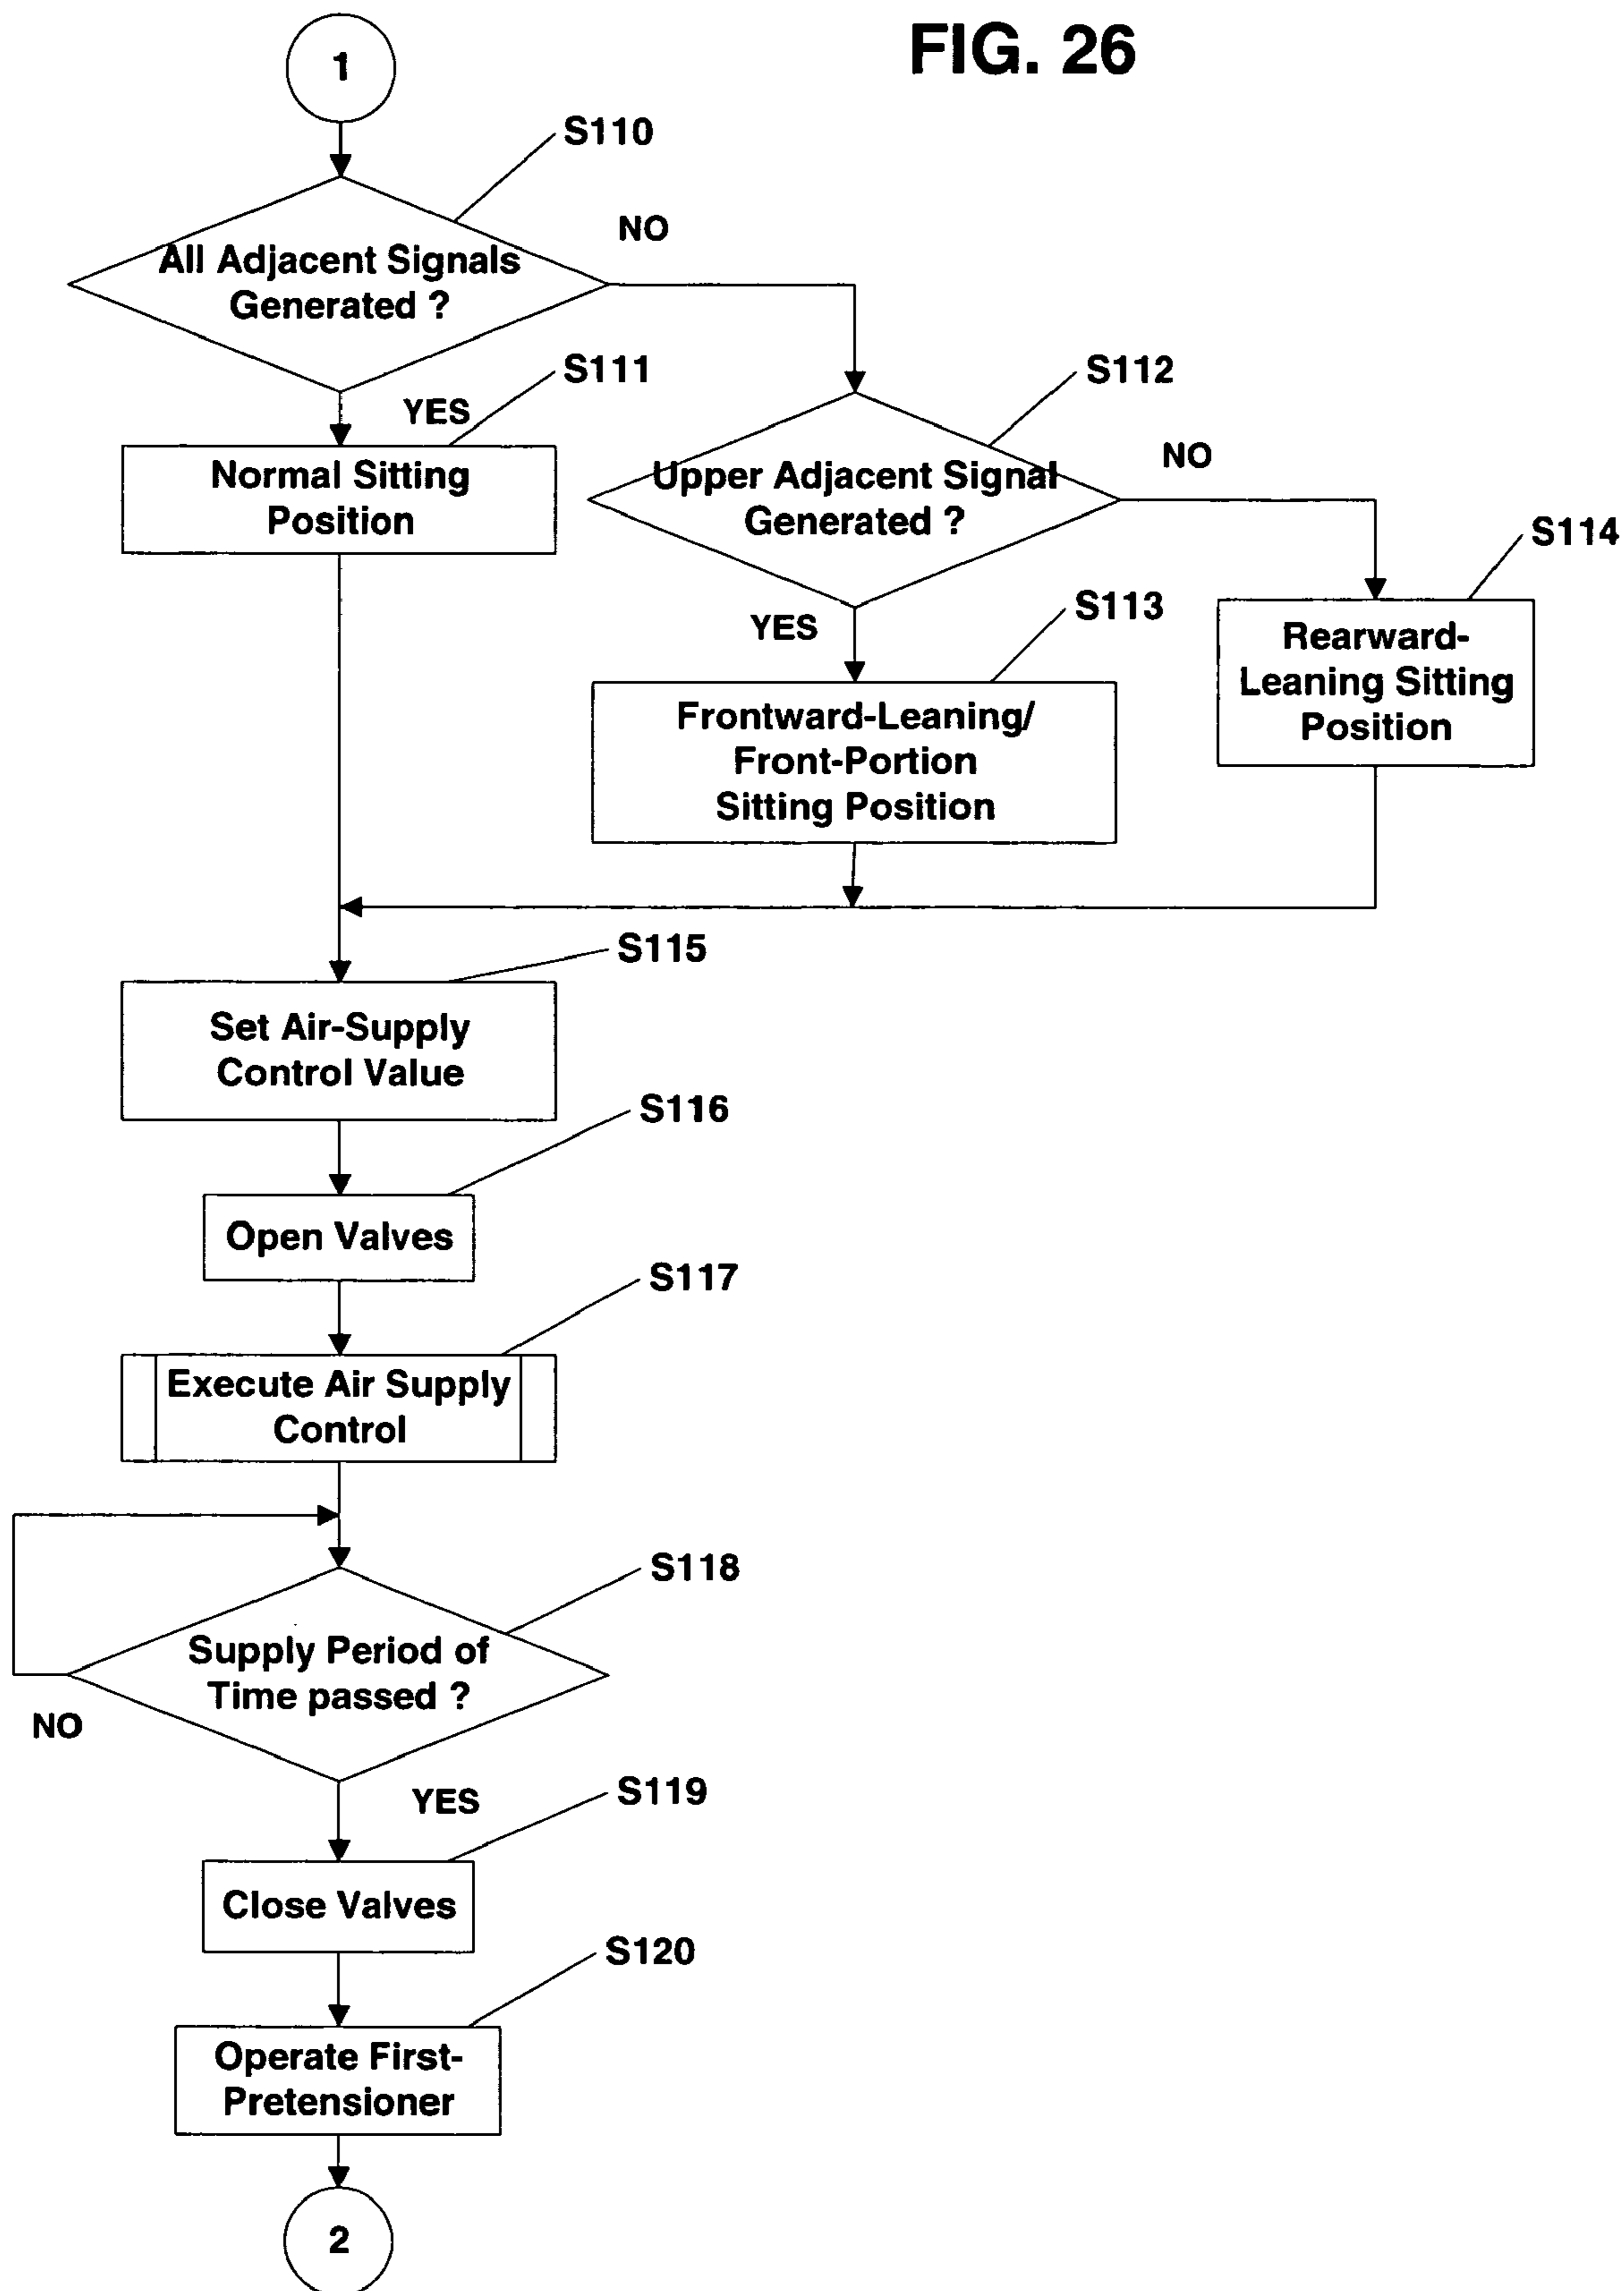 FIG. 26
1
S110
All Adjacent Signals
Generated ?
NO
YES
S111
Normal Sitting
Position
S112
Upper Adjacent Signal
Generated ?
NO
YES
S113
Frontward-Leaning/
Front-Portion
Sitting Position
S114
Rearward-
Leaning Sitting
Position
S115
Set Air-Supply
Control Value
S116
Open Valves
S117
Execute Air Supply
Control
S118
Supply Period of
Time passed ?
NO
YES
S119
Close Valves
S120
Operate First-
Pretensioner
2